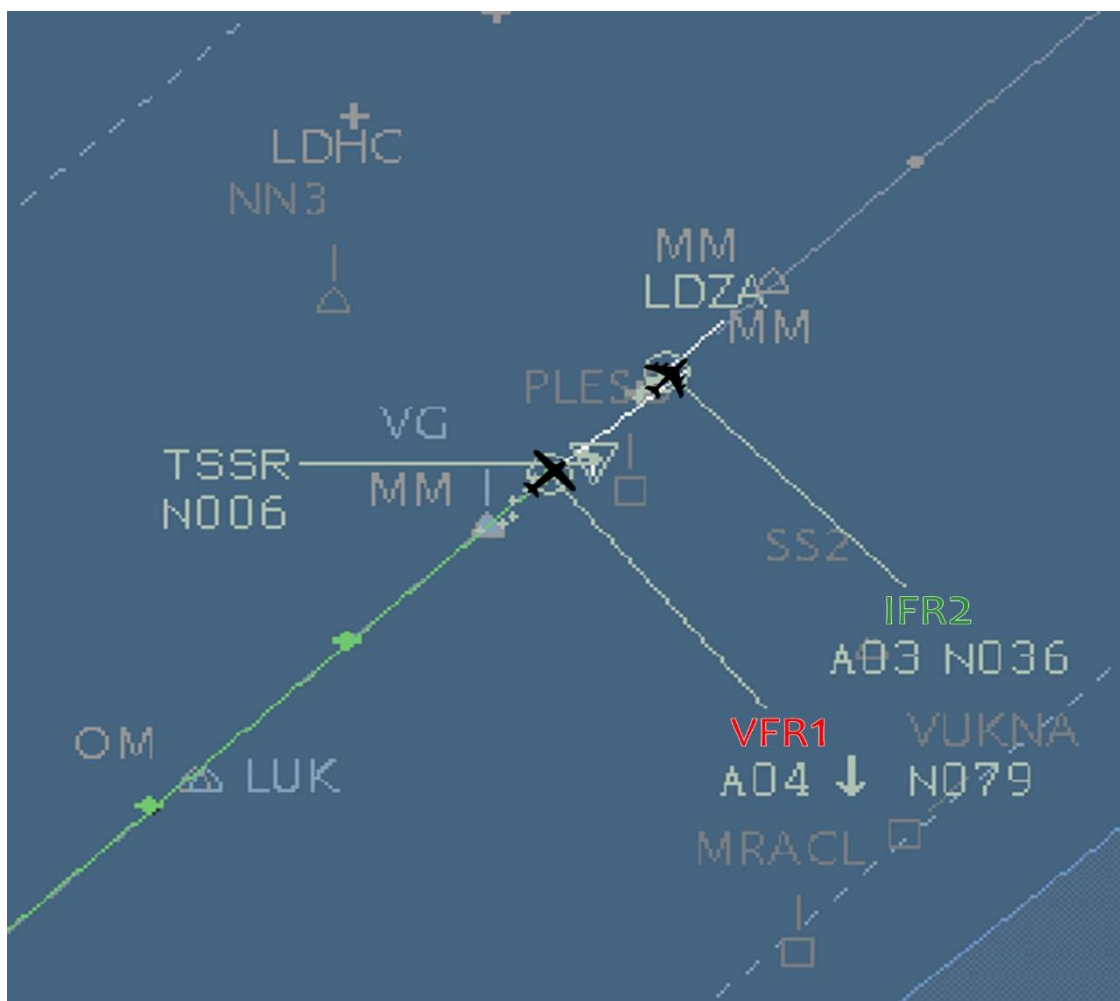 LDHC
NN3
MM
LDZA
MM
PLESO
VG
TSSR
MM
N006
SS2
IFR2
A03 N036
OM
VFR1
VUKNA
LUK
A04 ↓ N079
MRACL